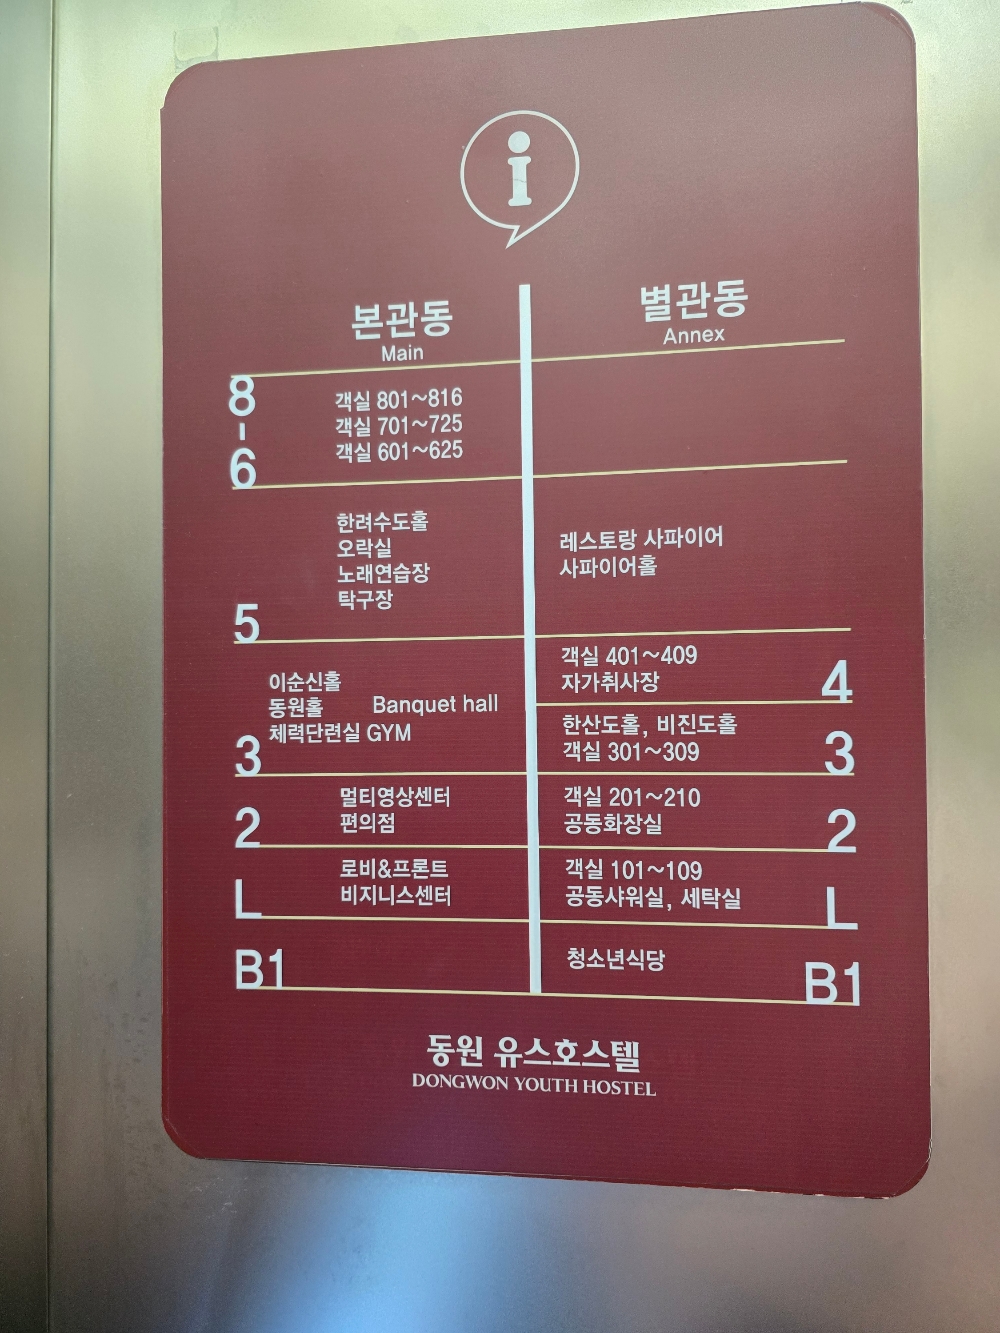 본관동
Main
별관동
Annex
8
-
6
객실 801~816
객실 701~725
객실 601~625
5
한려수도홀
오락실
노래연습장
탁구장
레스토랑 사파이어
사파이어홀
객실 401~409
자가취사장
4
3
이순신홀
동원홀 Banquet hall
체력단련실 GYM
한산도홀, 비진도홀
객실 301~309
3
2
멀티영상센터
편의점
객실 201~210
공동화장실
2
L
로비&프론트
비지니스센터
객실 101~109
공동샤워실, 세탁실
L
B1
청소년식당
B1
동원 유스호스텔
DONGWON YOUTH HOSTEL